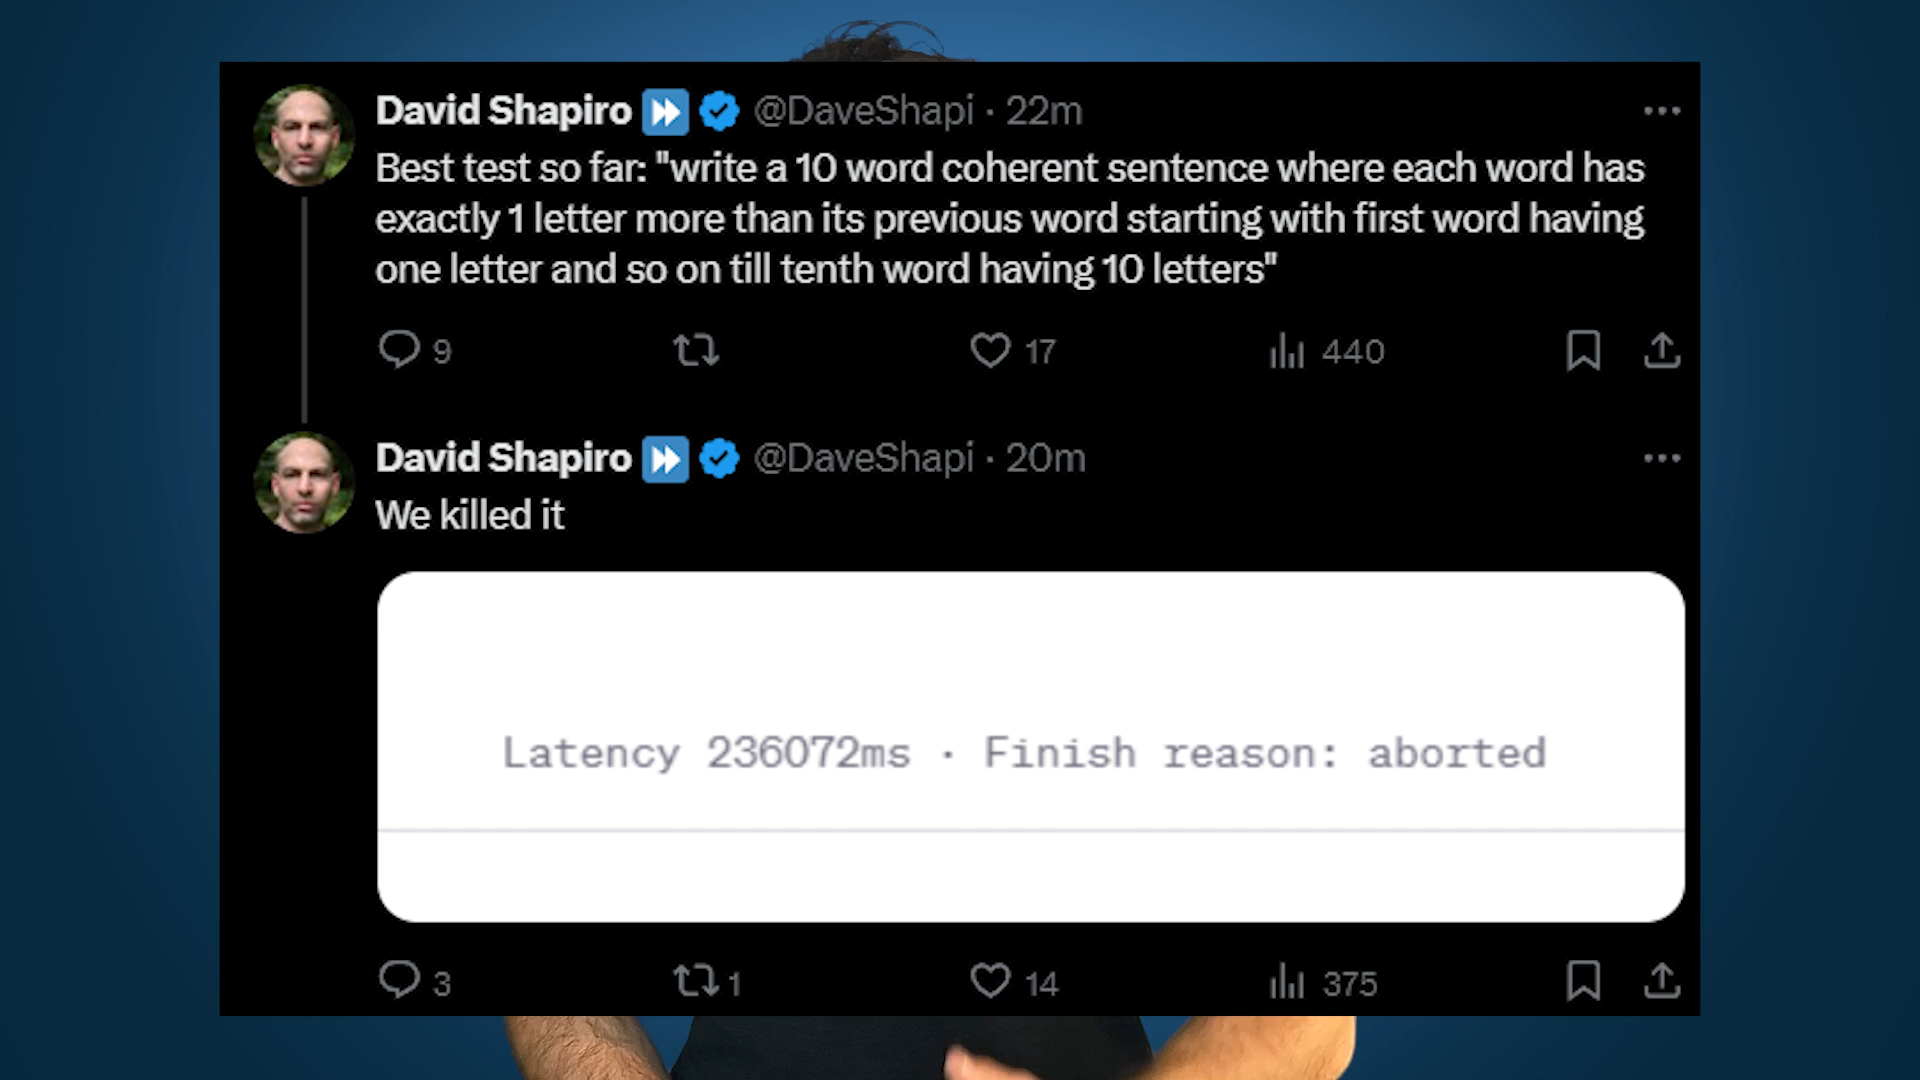 David Shapiro ⏩ @DaveShapi · 22m
Best test so far: "write a 10 word coherent sentence where each word has
exactly 1 letter more than its previous word starting with first word having
one letter and so on till tenth word having 10 letters"
9 17 440
David Shapiro ⏩ @DaveShapi · 20m
We killed it
Latency 236072ms · Finish reason: aborted
3 1 14 375